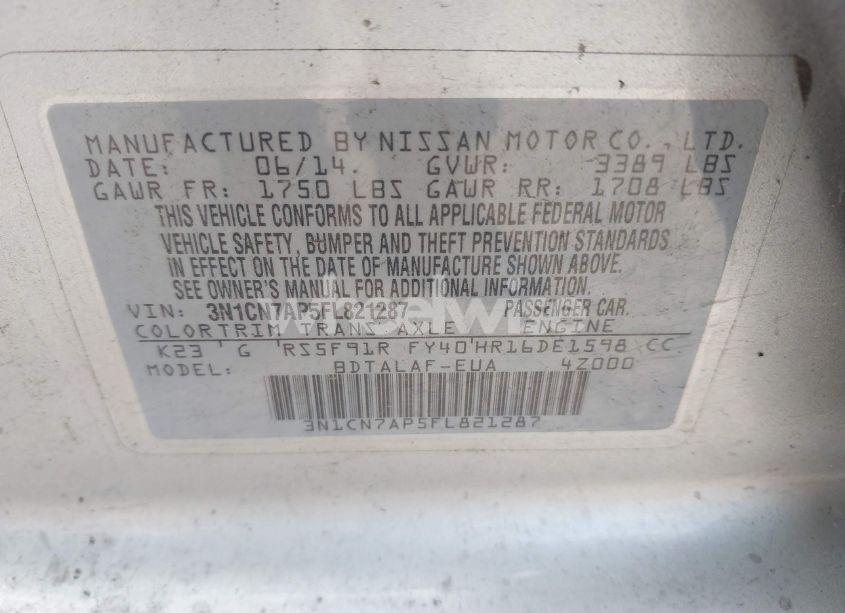 MANUFACTURED BY NISSAN MOTOR CO., LTD.
DATE: 06/14. GVWR: 3389 LBS
GAWR FR: 1750 LBS GAWR RR: 1708 LBS
THIS VEHICLE CONFORMS TO ALL APPLICABLE FEDERAL MOTOR
VEHICLE SAFETY, BUMPER AND THEFT PREVENTION STANDARDS
IN EFFECT ON THE DATE OF MANUFACTURE SHOWN ABOVE.
SEE OWNER'S MANUAL FOR ADDITIONAL INFORMATION.
VIN: 3N1CN7AP5FL821287 PASSENGER CAR.
COLOR TRIM TRANS AXLE ENGINE
K23 G RS5F91R FY40 HR16DE1598 CC
MODEL: BDTALAF-EUA 4Z000
3N1CN7AP5FL821287